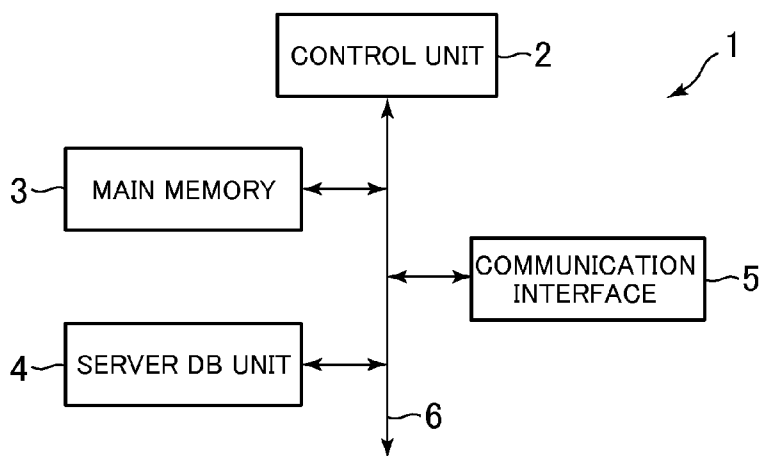 CONTROL UNIT
2
1
3
MAIN MEMORY
COMMUNICATION
INTERFACE
5
4
SERVER DB UNIT
6